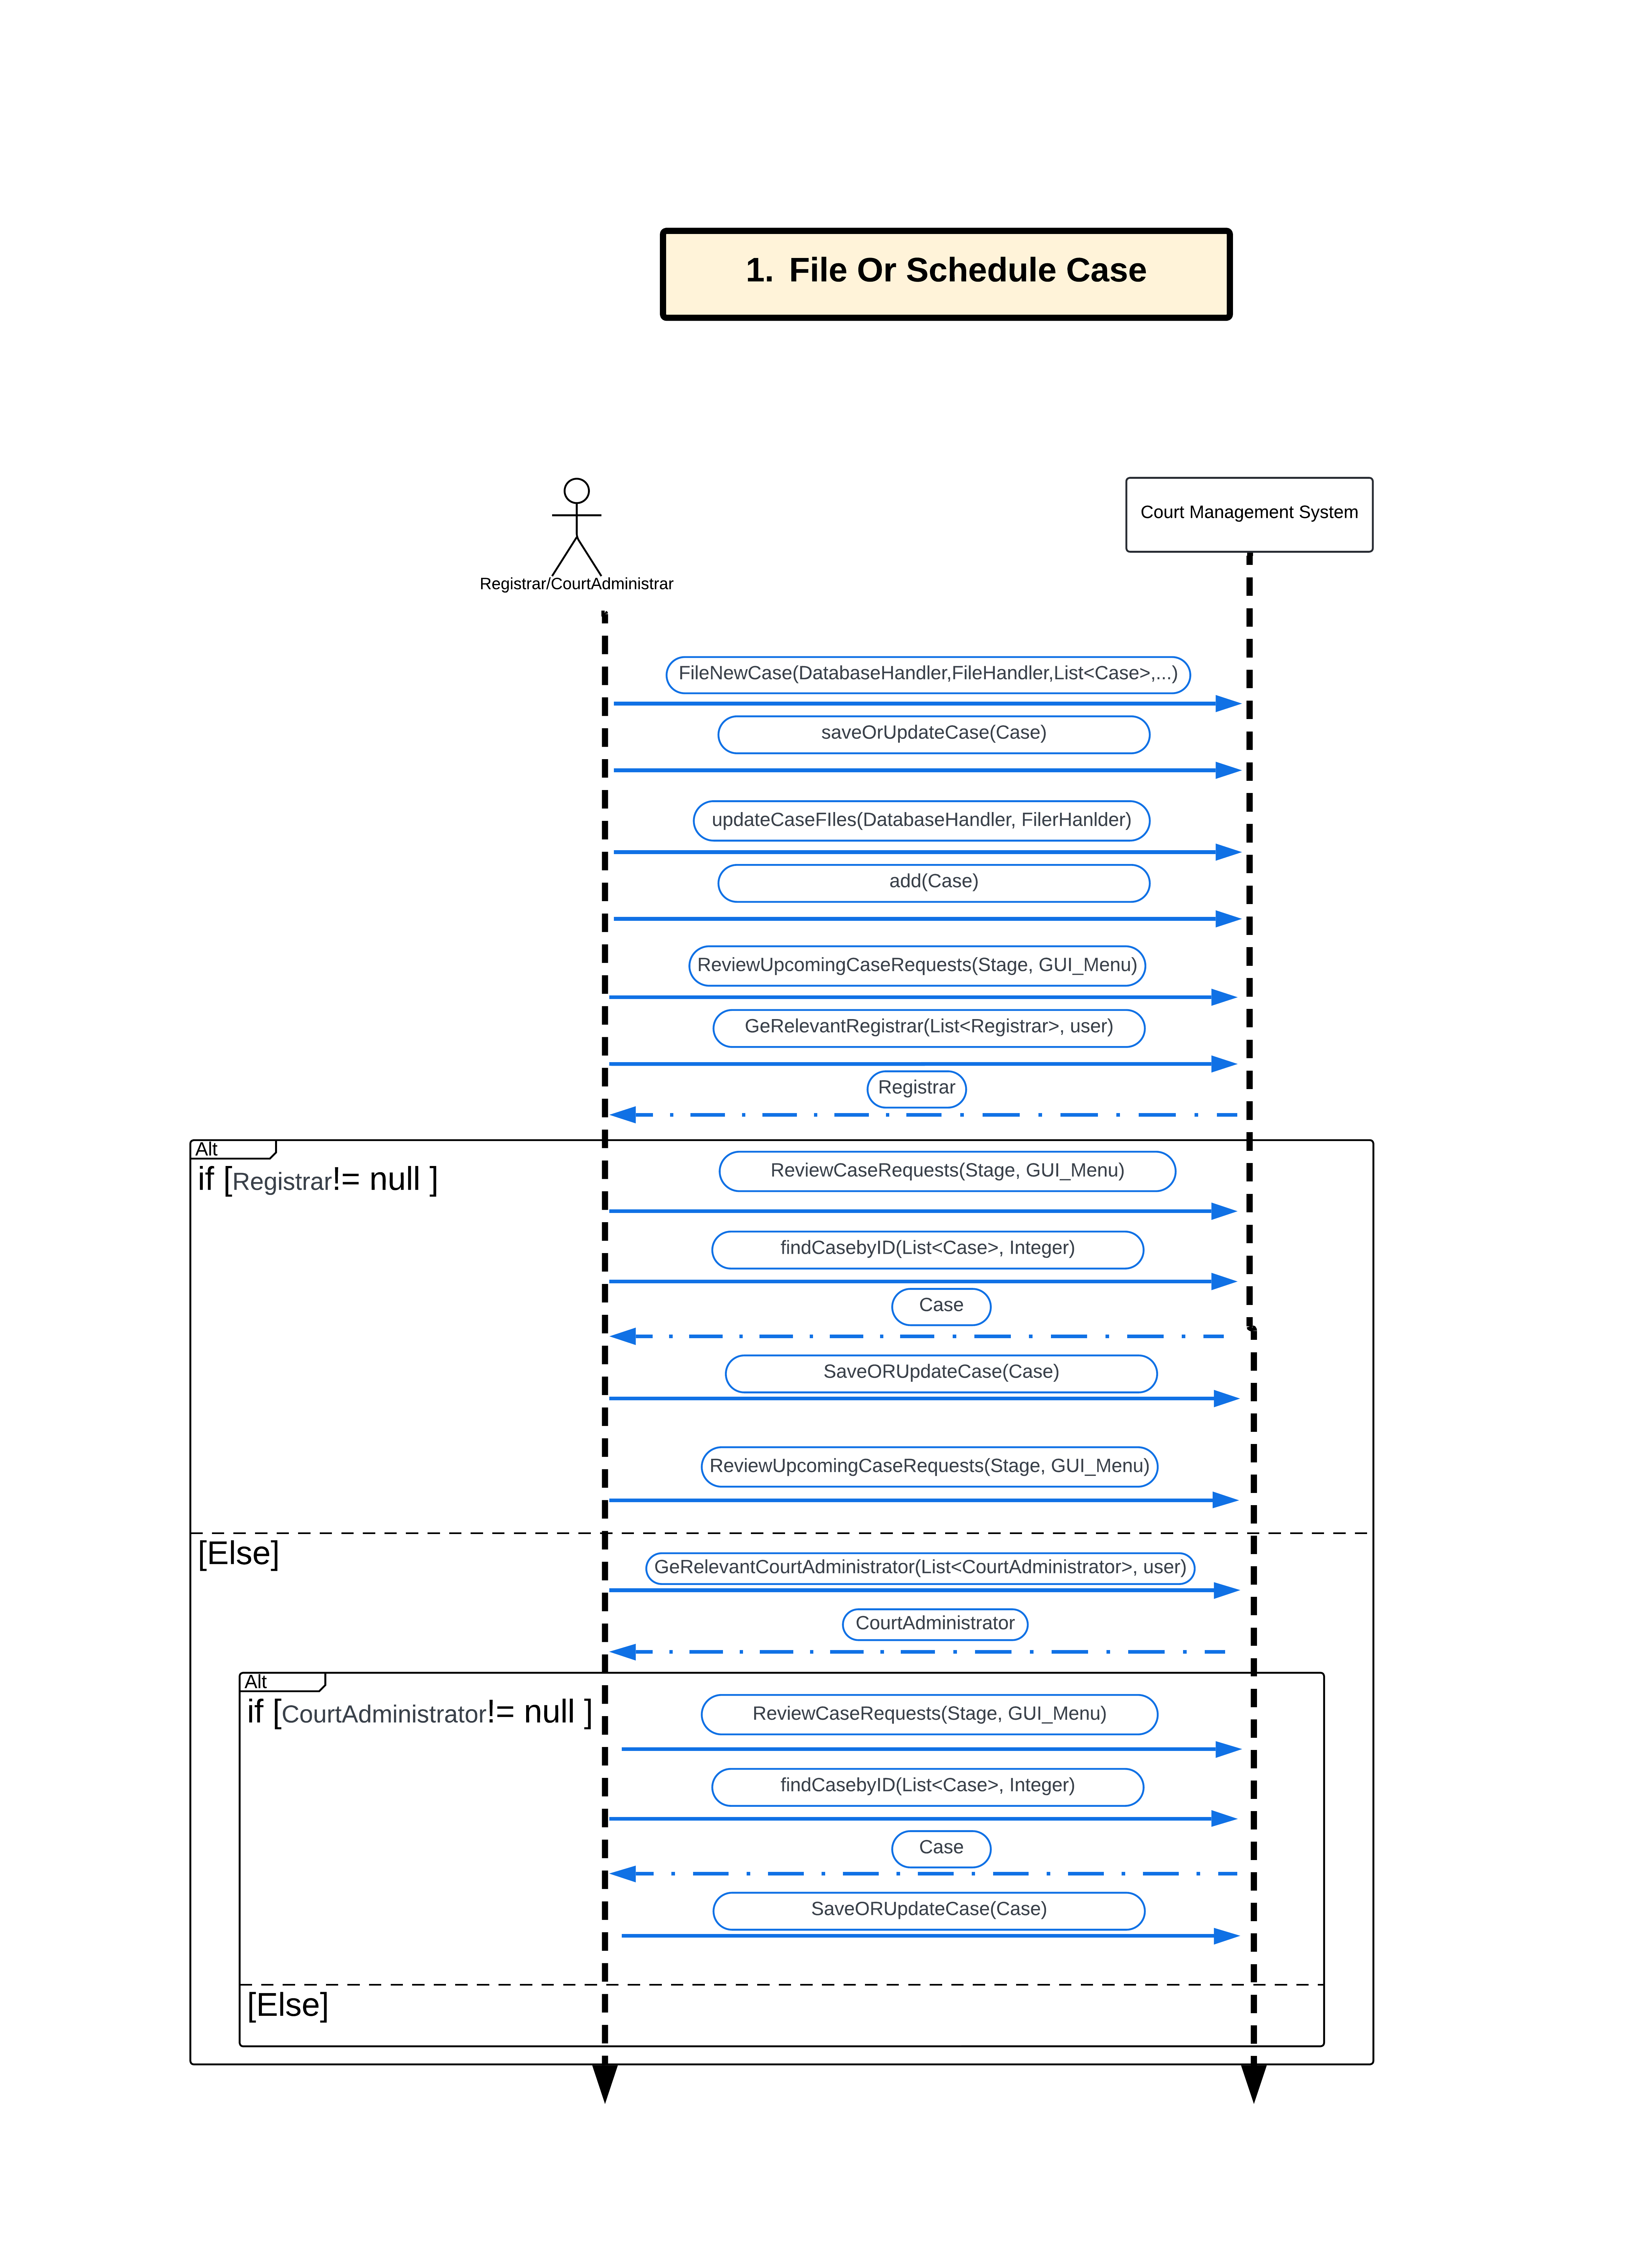 1. File Or Schedule Case
Court Management System
Registrar/CourtAdministrar
FileNewCase(DatabaseHandler,FileHandler,List<Case>,...)
saveOrUpdateCase(Case)
updateCaseFIles(DatabaseHandler, FilerHanlder)
add(Case)
ReviewUpcomingCaseRequests(Stage, GUI_Menu)
GeRelevantRegistrar(List<Registrar>, user)
Registrar
Alt
if [Registrar!= null ]
ReviewCaseRequests(Stage, GUI_Menu)
findCasebyID(List<Case>, Integer)
Case
SaveORUpdateCase(Case)
ReviewUpcomingCaseRequests(Stage, GUI_Menu)
[Else]
GeRelevantCourtAdministrator(List<CourtAdministrator>, user)
CourtAdministrator
Alt
if [CourtAdministrator!= null ]
ReviewCaseRequests(Stage, GUI_Menu)
findCasebyID(List<Case>, Integer)
Case
SaveORUpdateCase(Case)
[Else]